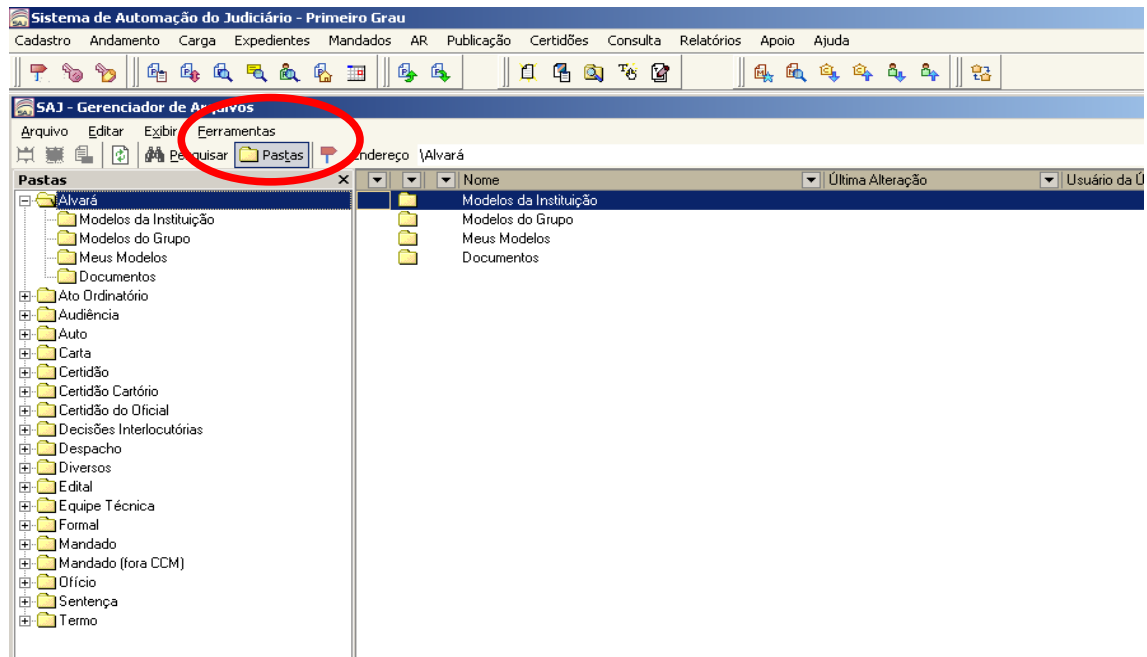 Sistema de Automação do Judiciário - Primeiro Grau
Cadastro Andamento Carga Expedientes Mandados AR Publicação Certidões Consulta Relatórios Apoio Ajuda
SAJ - Gerenciador de Arquivos
Arquivo Editar Exibir Ferramentas
Pesquisar Pastas Endereço \Alvará
Pastas Nome Última Alteração Usuário da Ú
Alvará Modelos da Instituição
Modelos da Instituição Modelos do Grupo
Modelos do Grupo Meus Modelos
Meus Modelos Documentos
Documentos
Ato Ordinatório
Audiência
Auto
Carta
Certidão
Certidão Cartório
Certidão do Oficial
Decisões Interlocutórias
Despacho
Diversos
Edital
Equipe Técnica
Formal
Mandado
Mandado (fora CCM)
Ofício
Sentença
Termo